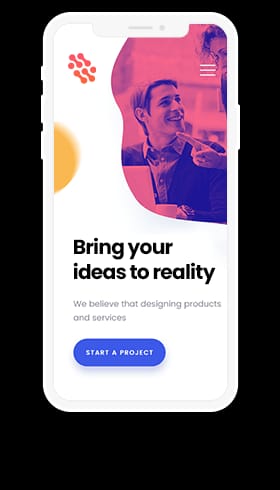 Bring your
ideas to reality
We believe that designing products
and services
START A PROJECT